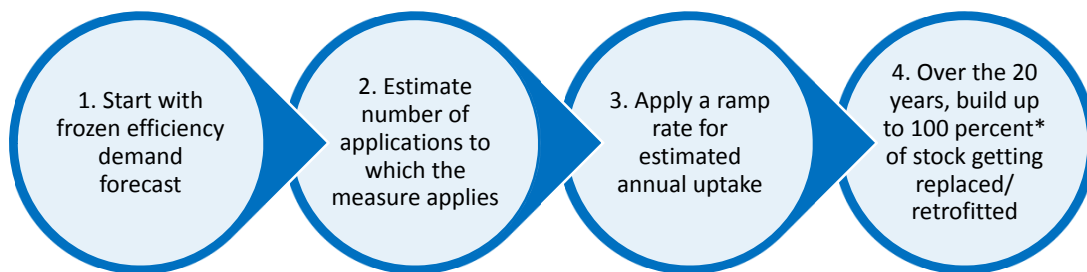 1. Start with
frozen efficiency
demand
forecast
2. Estimate
number of
applications to
which the
measure applies
3. Apply a ramp
rate for
estimated
annual uptake
4. Over the 20
years, build up
to 100 percent*
of stock getting
replaced/
retrofitted